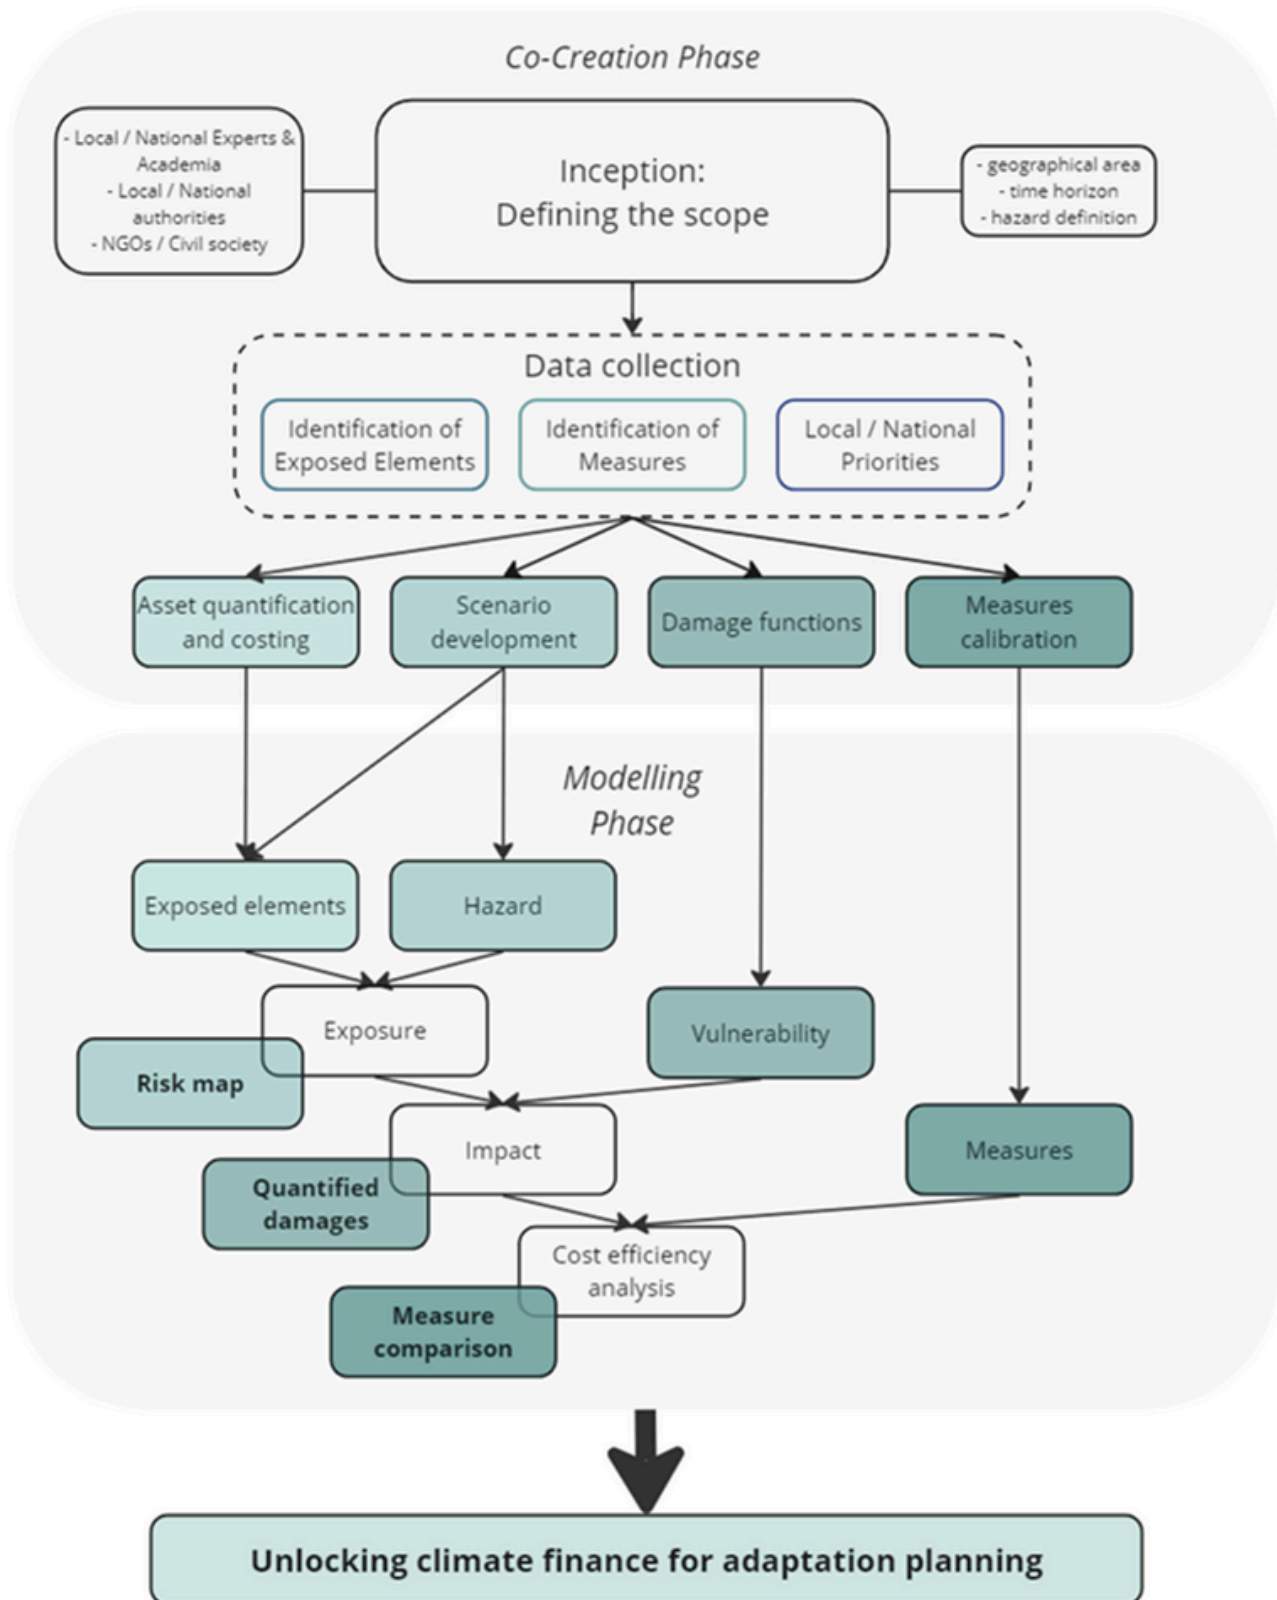 Co-Creation Phase
- Local / National Experts &
Academia
- Local / National
authorities
- NGOs / Civil society
Inception:
Defining the scope
- geographical area
- time horizon
- hazard definition
Data collection
Identification of
Exposed Elements
Identification of
Measures
Local / National
Priorities
Asset quantification
and costing
Scenario
development
Damage functions
Measures
calibration
Modelling
Phase
Exposed elements
Hazard
Exposure
Vulnerability
Risk map
Impact
Measures
Quantified
damages
Cost efficiency
analysis
Measure
comparison
Unlocking climate finance for adaptation planning